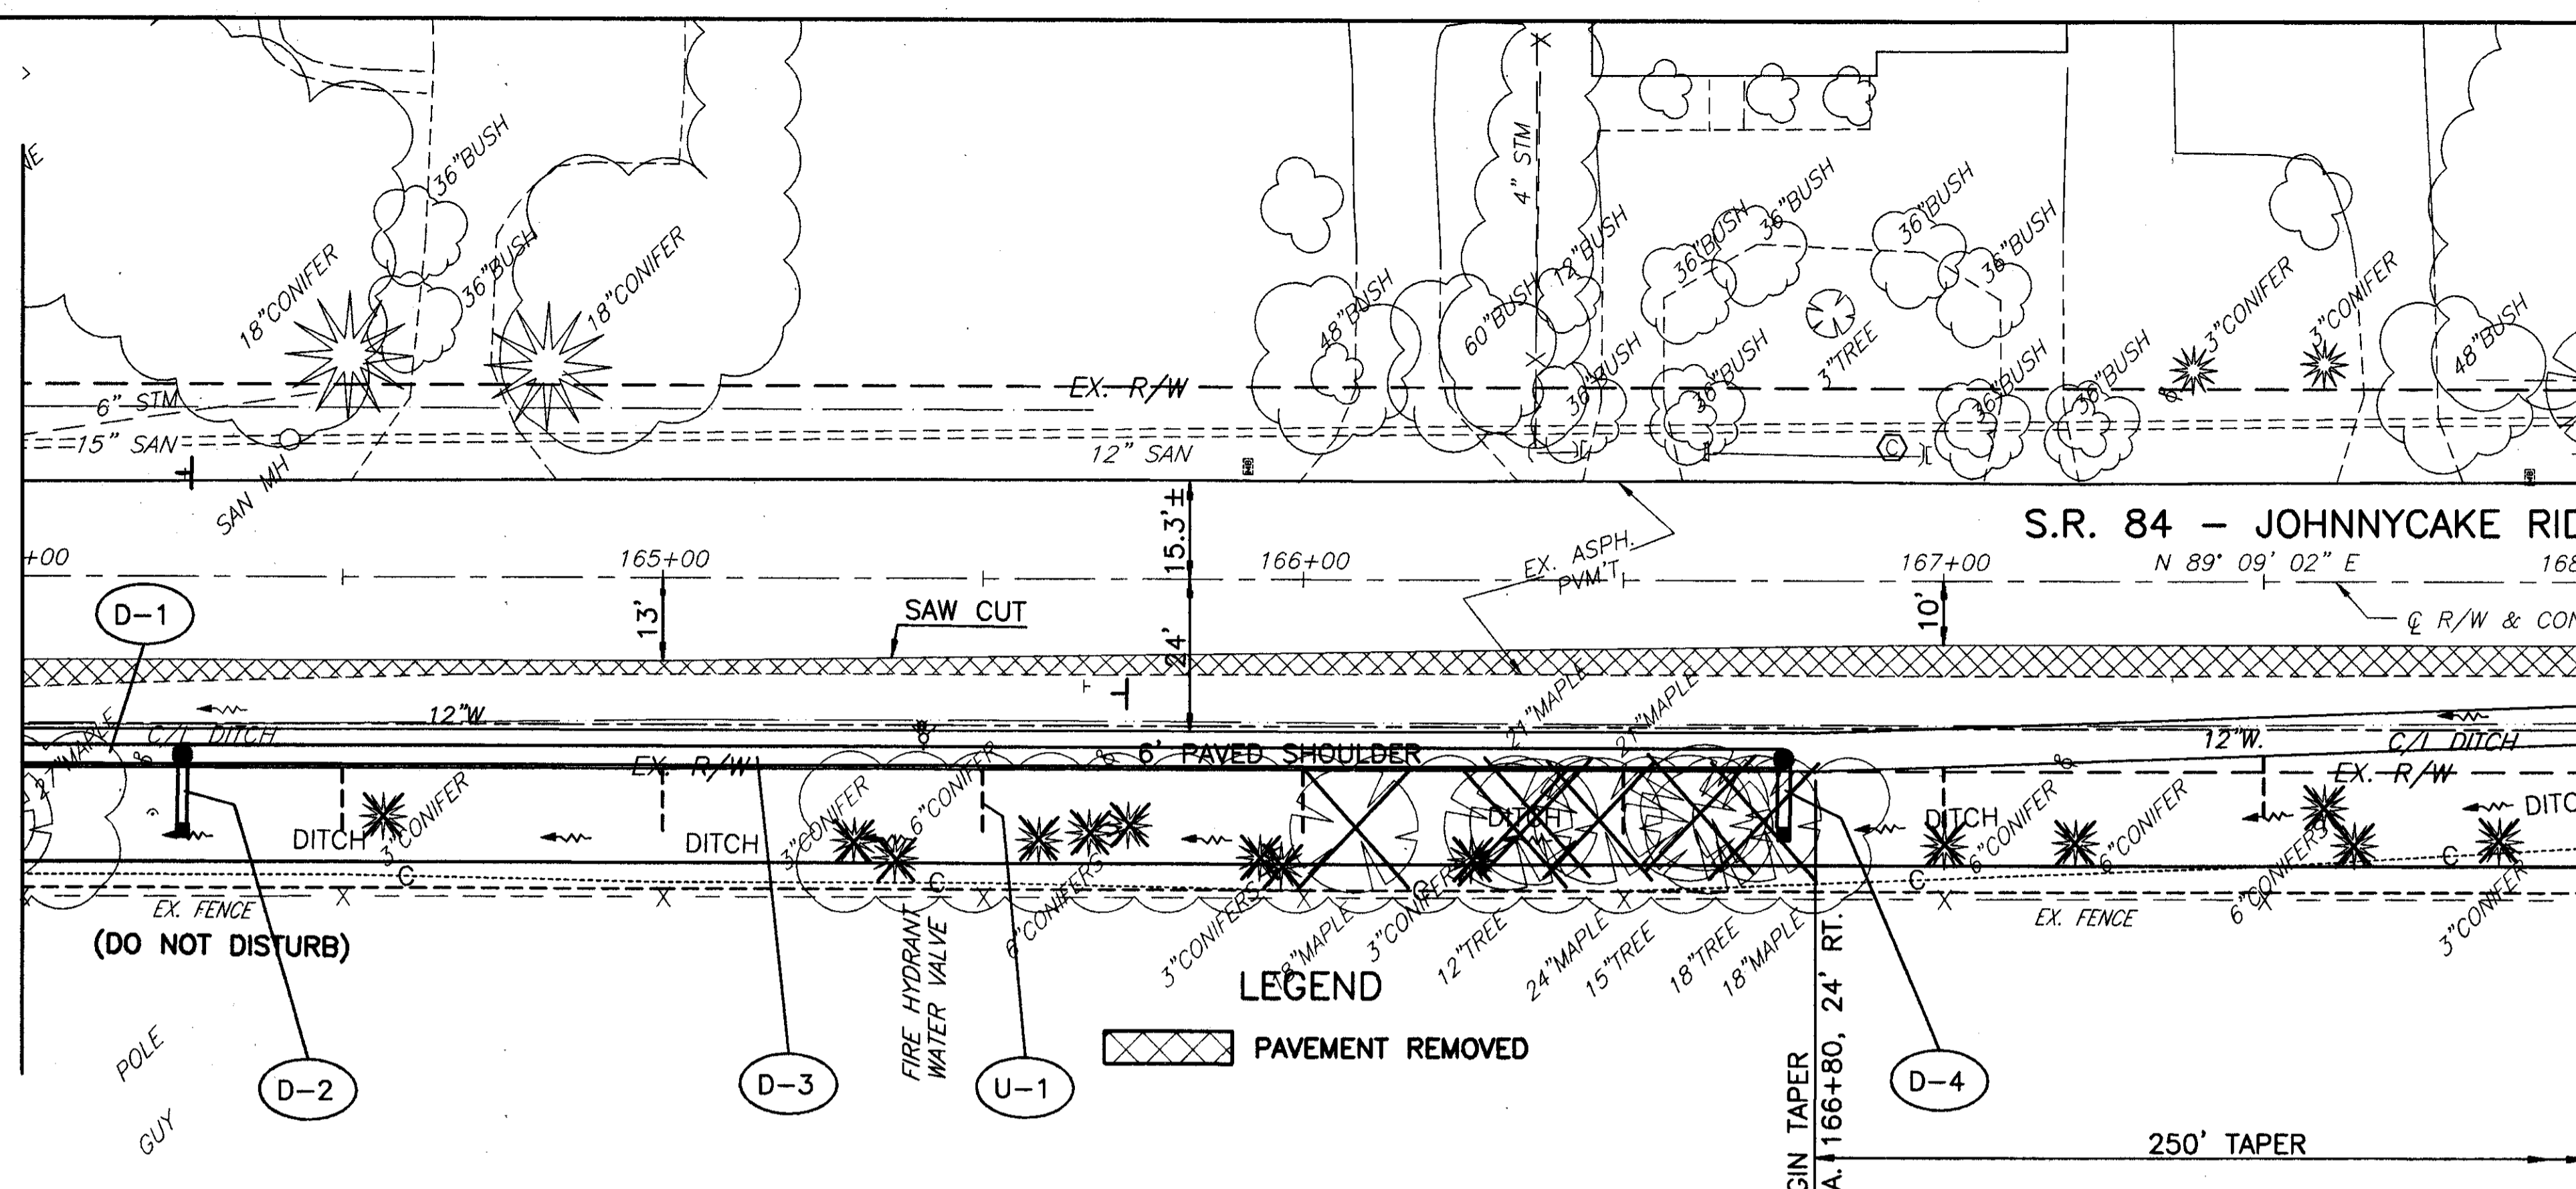 36"BUSH
36"BUSH
18"CONIFER
18"CONIFER
4" STM
12"BUSH
36"BUSH
36"BUSH
36"BUSH
36"BUSH
48"BUSH
60"BUSH
36"BUSH
36"BUSH
3"TREE
36"BUSH
36"BUSH
3"CONIFER
3"CONIFER
48"BUSH
EX. R/W
6" STM
15" SAN
SAN MH
12" SAN
C
15.3'±
EX. ASPH.
PVM'T.
S.R. 84 – JOHNNYCAKE RID
+00
165+00
166+00
167+00
N 89° 09' 02" E
168
D-1
13'
SAW CUT
24'
10'
℄ R/W & CON
27"MAPLE
C/L DITCH
12"W
EX. R/W
6' PAVED SHOULDER
21"MAPLE
21"MAPLE
12"W.
C/L DITCH
EX. R/W
DITCH
3"CONIFER
DITCH
3"CONIFER
6"CONIFER
DITCH
DITCH
6"CONIFER
6"CONIFER
DITC
C
C
C
C
C
EX. FENCE
(DO NOT DISTURB)
6"CONIFERS
3"CONIFERS
18"MAPLE
3"CONIFERS
12"TREE
24"MAPLE
15"TREE
18"TREE
18"MAPLE
EX. FENCE
6"CONIFERS
3"CONIFER
POLE
GUY
D-2
D-3
FIRE HYDRANT
WATER VALVE
U-1
LEGEND
PAVEMENT REMOVED
D-4
GIN TAPER
A. 166+80, 24' RT.
250' TAPER